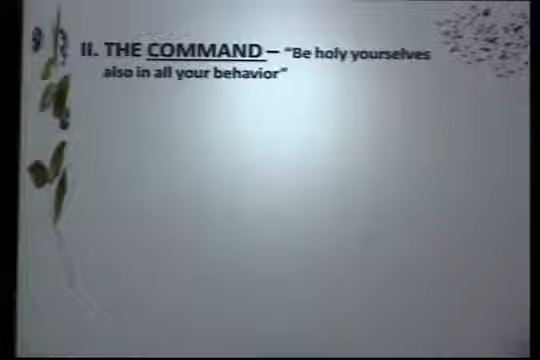 II. THE COMMAND – "Be holy yourselves
also in all your behavior"